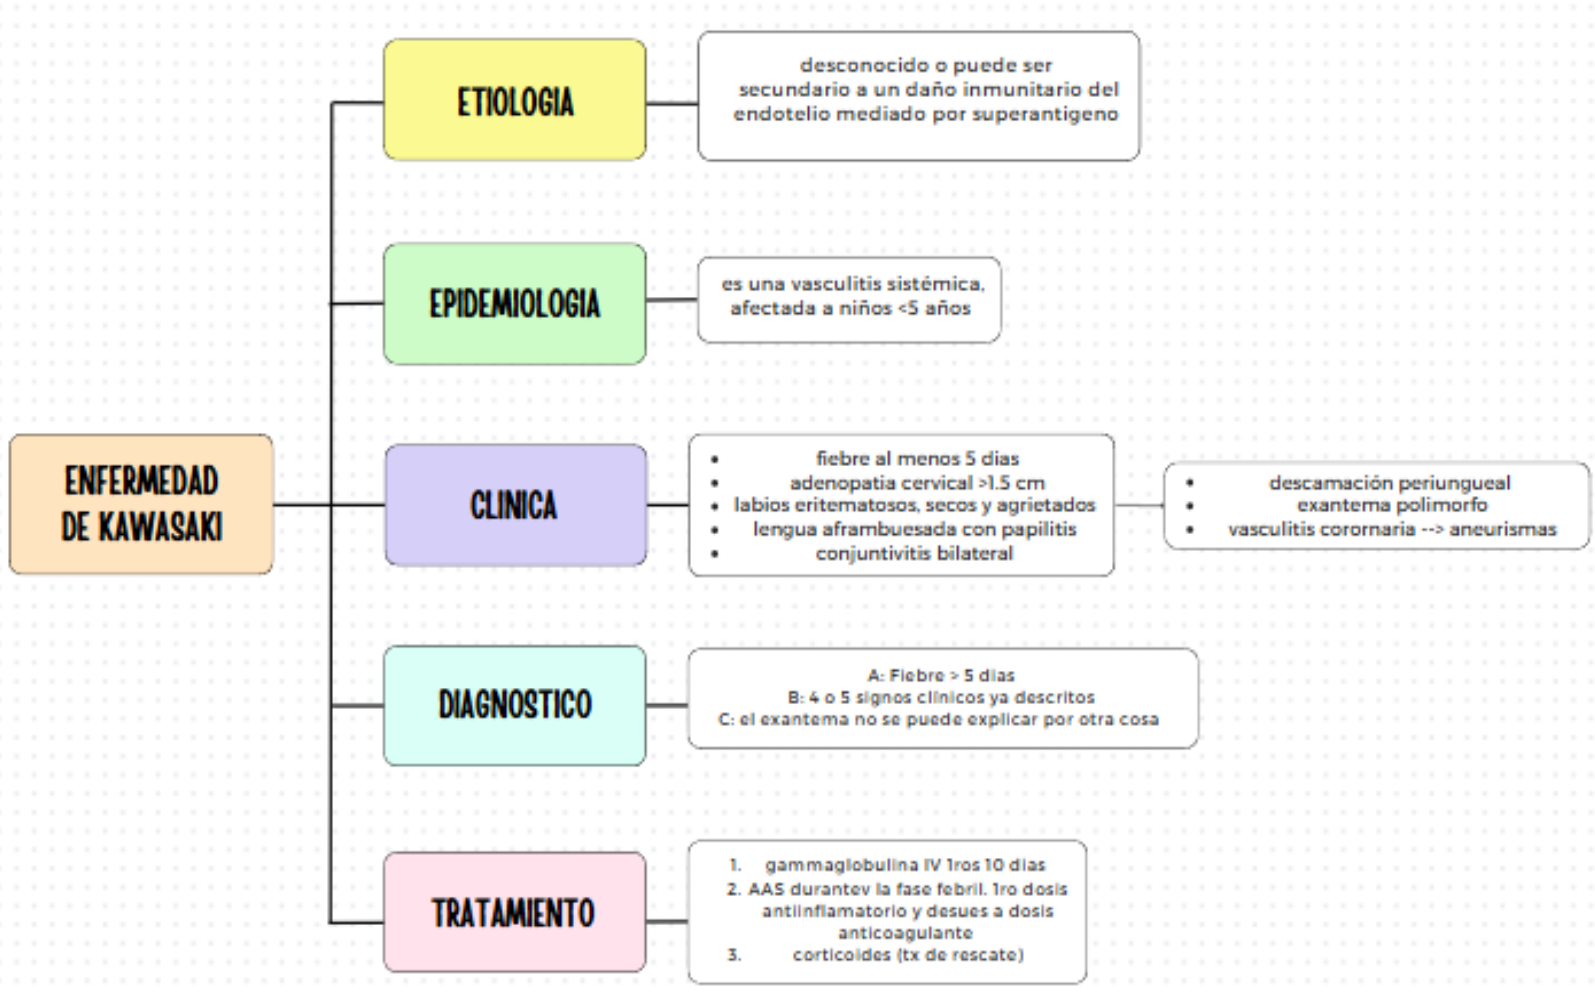 ENFERMEDAD
DE KAWASAKI
ETIOLOGIA
desconocido o puede ser
secundario a un daño inmunitario del
endotelio mediado por superantigeno
EPIDEMIOLOGIA
es una vasculitis sistémica,
afectada a niños <5 años
CLINICA
• fiebre al menos 5 dias
• adenopatia cervical >1.5 cm
• labios eritematosos, secos y agrietados
• lengua aframbuesada con papilitis
• conjuntivitis bilateral
• descamación periungueal
• exantema polimorfo
• vasculitis corornaria --> aneurismas
DIAGNOSTICO
A: Fiebre > 5 dias
B: 4 o 5 signos clinicos ya descritos
C: el exantema no se puede explicar por otra cosa
TRATAMIENTO
1. gammaglobulina IV 1ros 10 dias
2. AAS durantev la fase febril. 1ro dosis
antiinflamatorio y desues a dosis
anticoagulante
3. corticoides (tx de rescate)